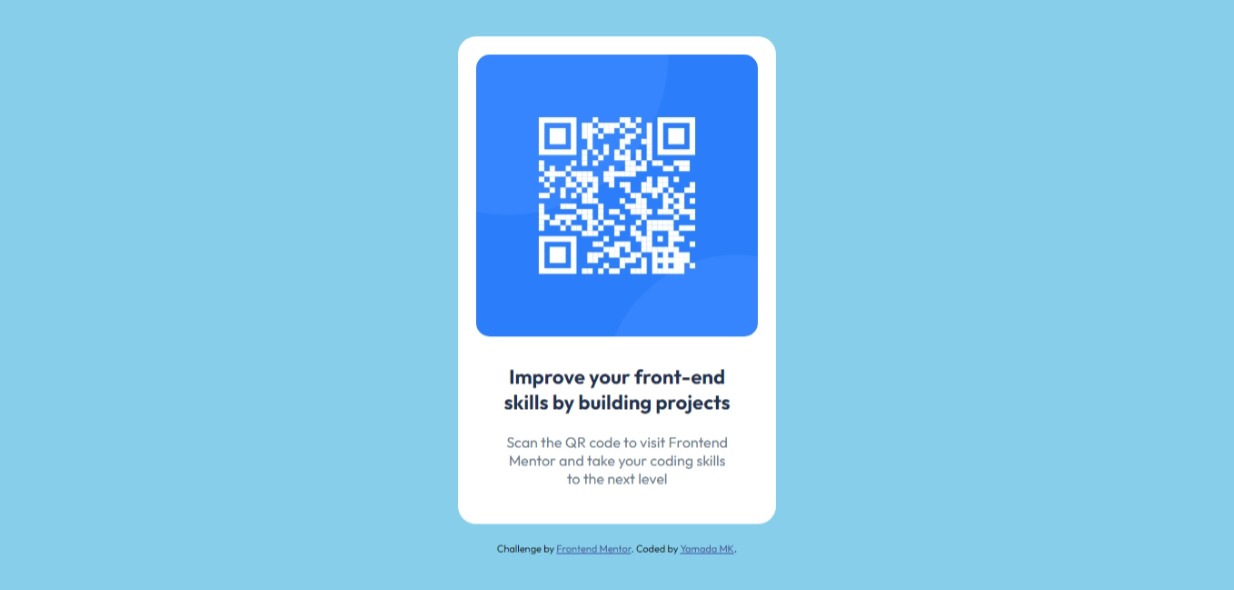 Improve your front-end
skills by building projects
Scan the QR code to visit Frontend
Mentor and take your coding skills
to the next level
Challenge by Frontend Mentor. Coded by Yamada MK.